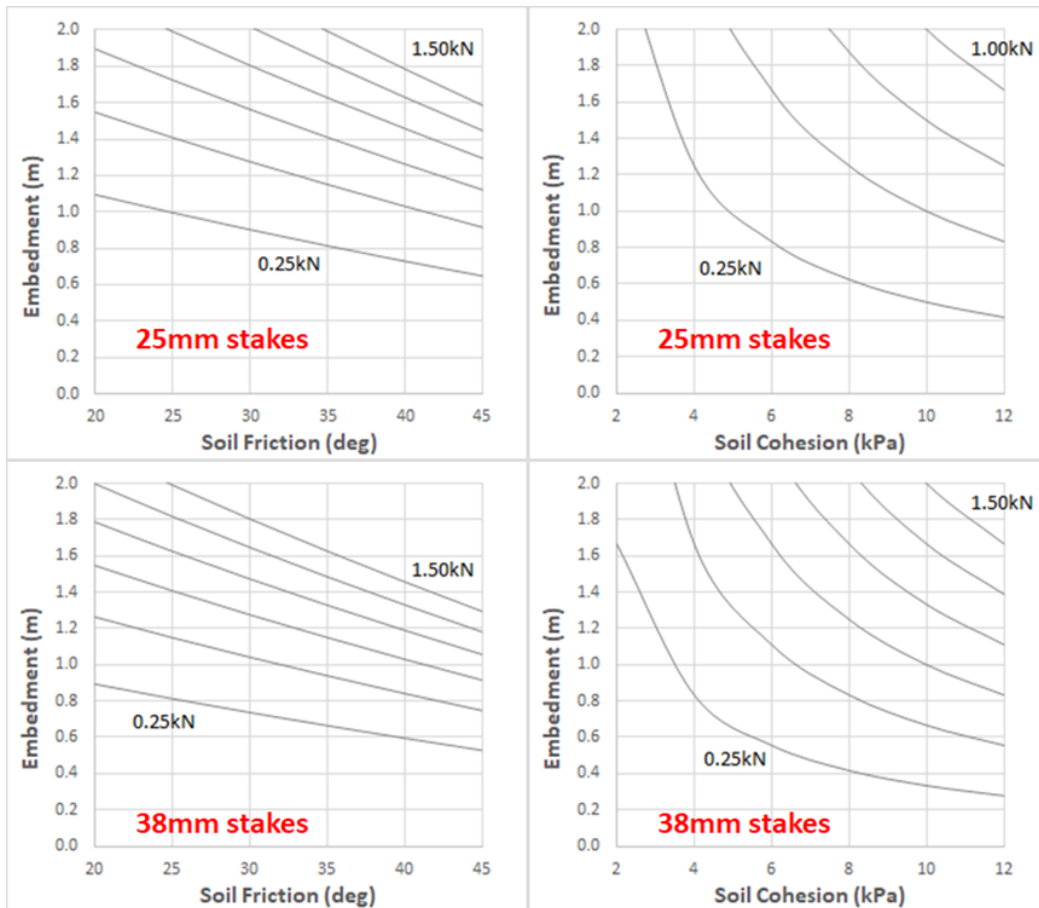 2.0
1.8
1.6
1.4
1.2
1.0
0.8
0.6
0.4
0.2
0.0
Embedment (m)
1.50kN
0.25kN
25mm stakes
20 25 30 35 40 45
Soil Friction (deg)
2.0
1.8
1.6
1.4
1.2
1.0
0.8
0.6
0.4
0.2
0.0
Embedment (m)
1.00kN
0.25kN
25mm stakes
2 4 6 8 10 12
Soil Cohesion (kPa)
2.0
1.8
1.6
1.4
1.2
1.0
0.8
0.6
0.4
0.2
0.0
Embedment (m)
1.50kN
0.25kN
38mm stakes
20 25 30 35 40 45
Soil Friction (deg)
2.0
1.8
1.6
1.4
1.2
1.0
0.8
0.6
0.4
0.2
0.0
Embedment (m)
1.50kN
0.25kN
38mm stakes
2 4 6 8 10 12
Soil Cohesion (kPa)